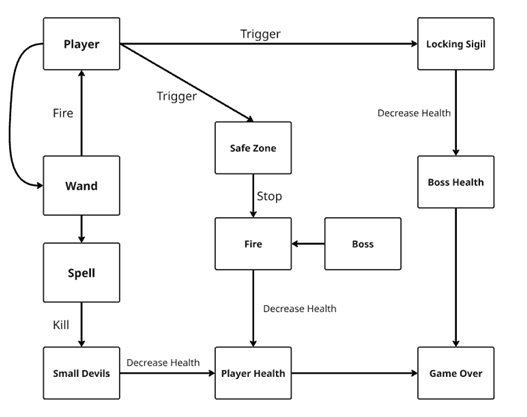 Trigger
Player
Locking Sigil
Trigger
Fire
Decrease Health
Safe Zone
Wand
Boss Health
Stop
Fire
Boss
Spell
Decrease Health
Kill
Decrease Health
Small Devils
Player Health
Game Over